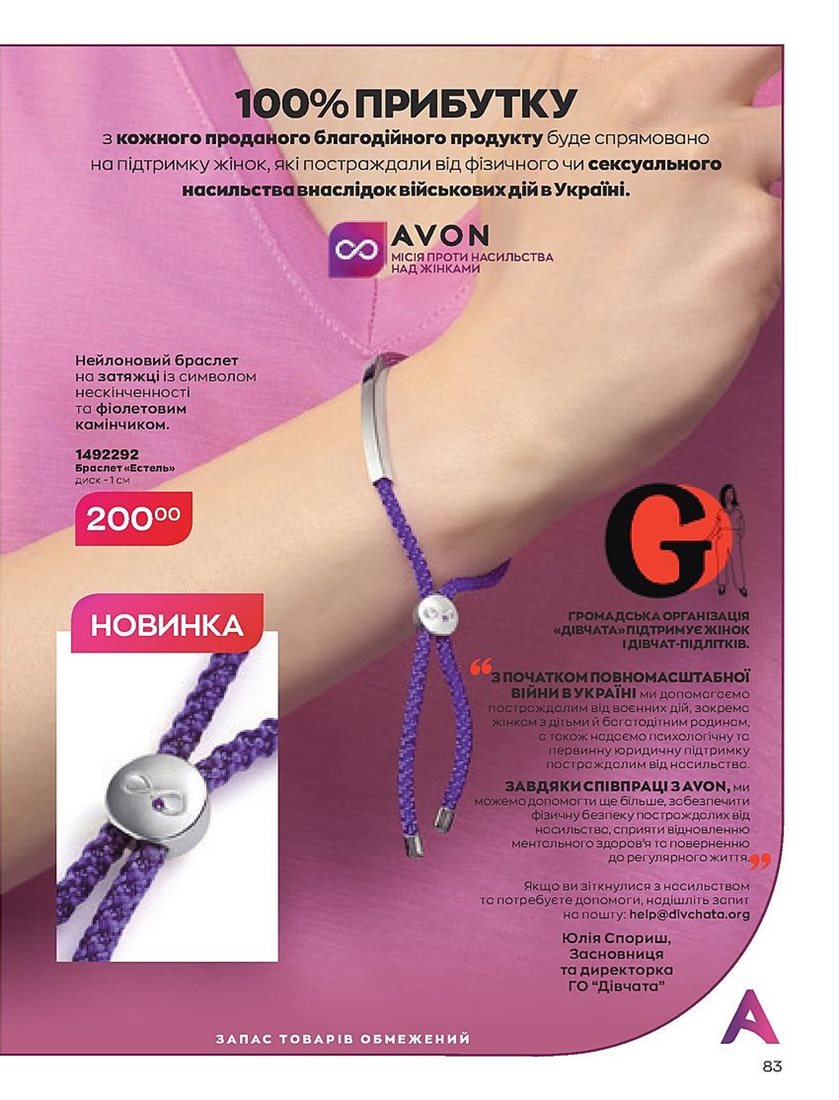 100% ПРИБУТКУ
з кожного проданого благодійного продукту буде спрямовано
на підтримку жінок, які постраждали від фізичного чи сексуального
насильства внаслідок військових дій в Україні.
AVON
МІСІЯ ПРОТИ НАСИЛЬСТВА
НАД ЖІНКАМИ
Нейлоновий браслет
на затяжці із символом
нескінченності
та фіолетовим
камінчиком.
1492292
Браслет «Естель»
диск - 1 см
200⁰⁰
НОВИНКА
G
ГРОМАДСЬКА ОРГАНІЗАЦІЯ
«ДІВЧАТА» ПІДТРИМУЄ ЖІНОК
І ДІВЧАТ-ПІДЛІТКІВ.
“З ПОЧАТКОМ ПОВНОМАСШТАБНОЇ
ВІЙНИ В УКРАЇНІ ми допомагаємо
постраждалим від воєнних дій, зокрема
жінкам з дітьми й багатодітним родинам,
а також надаємо психологічну та
первинну юридичну підтримку
постраждалим від насильства.
ЗАВДЯКИ СПІВПРАЦІ З AVON, ми
можемо допомогти ще більше, забезпечити
фізичну безпеку постраждалих від
насильства, сприяти відновленню
ментального здоров'я та поверненню
до регулярного життя.”
Якщо ви зіткнулися з насильством
та потребуєте допомоги, надішліть запит
на пошту: help@divchata.org
Юлія Спориш,
Засновниця
та директорка
ГО “Дівчата”
ЗАПАС ТОВАРІВ ОБМЕЖЕНИЙ
A
83